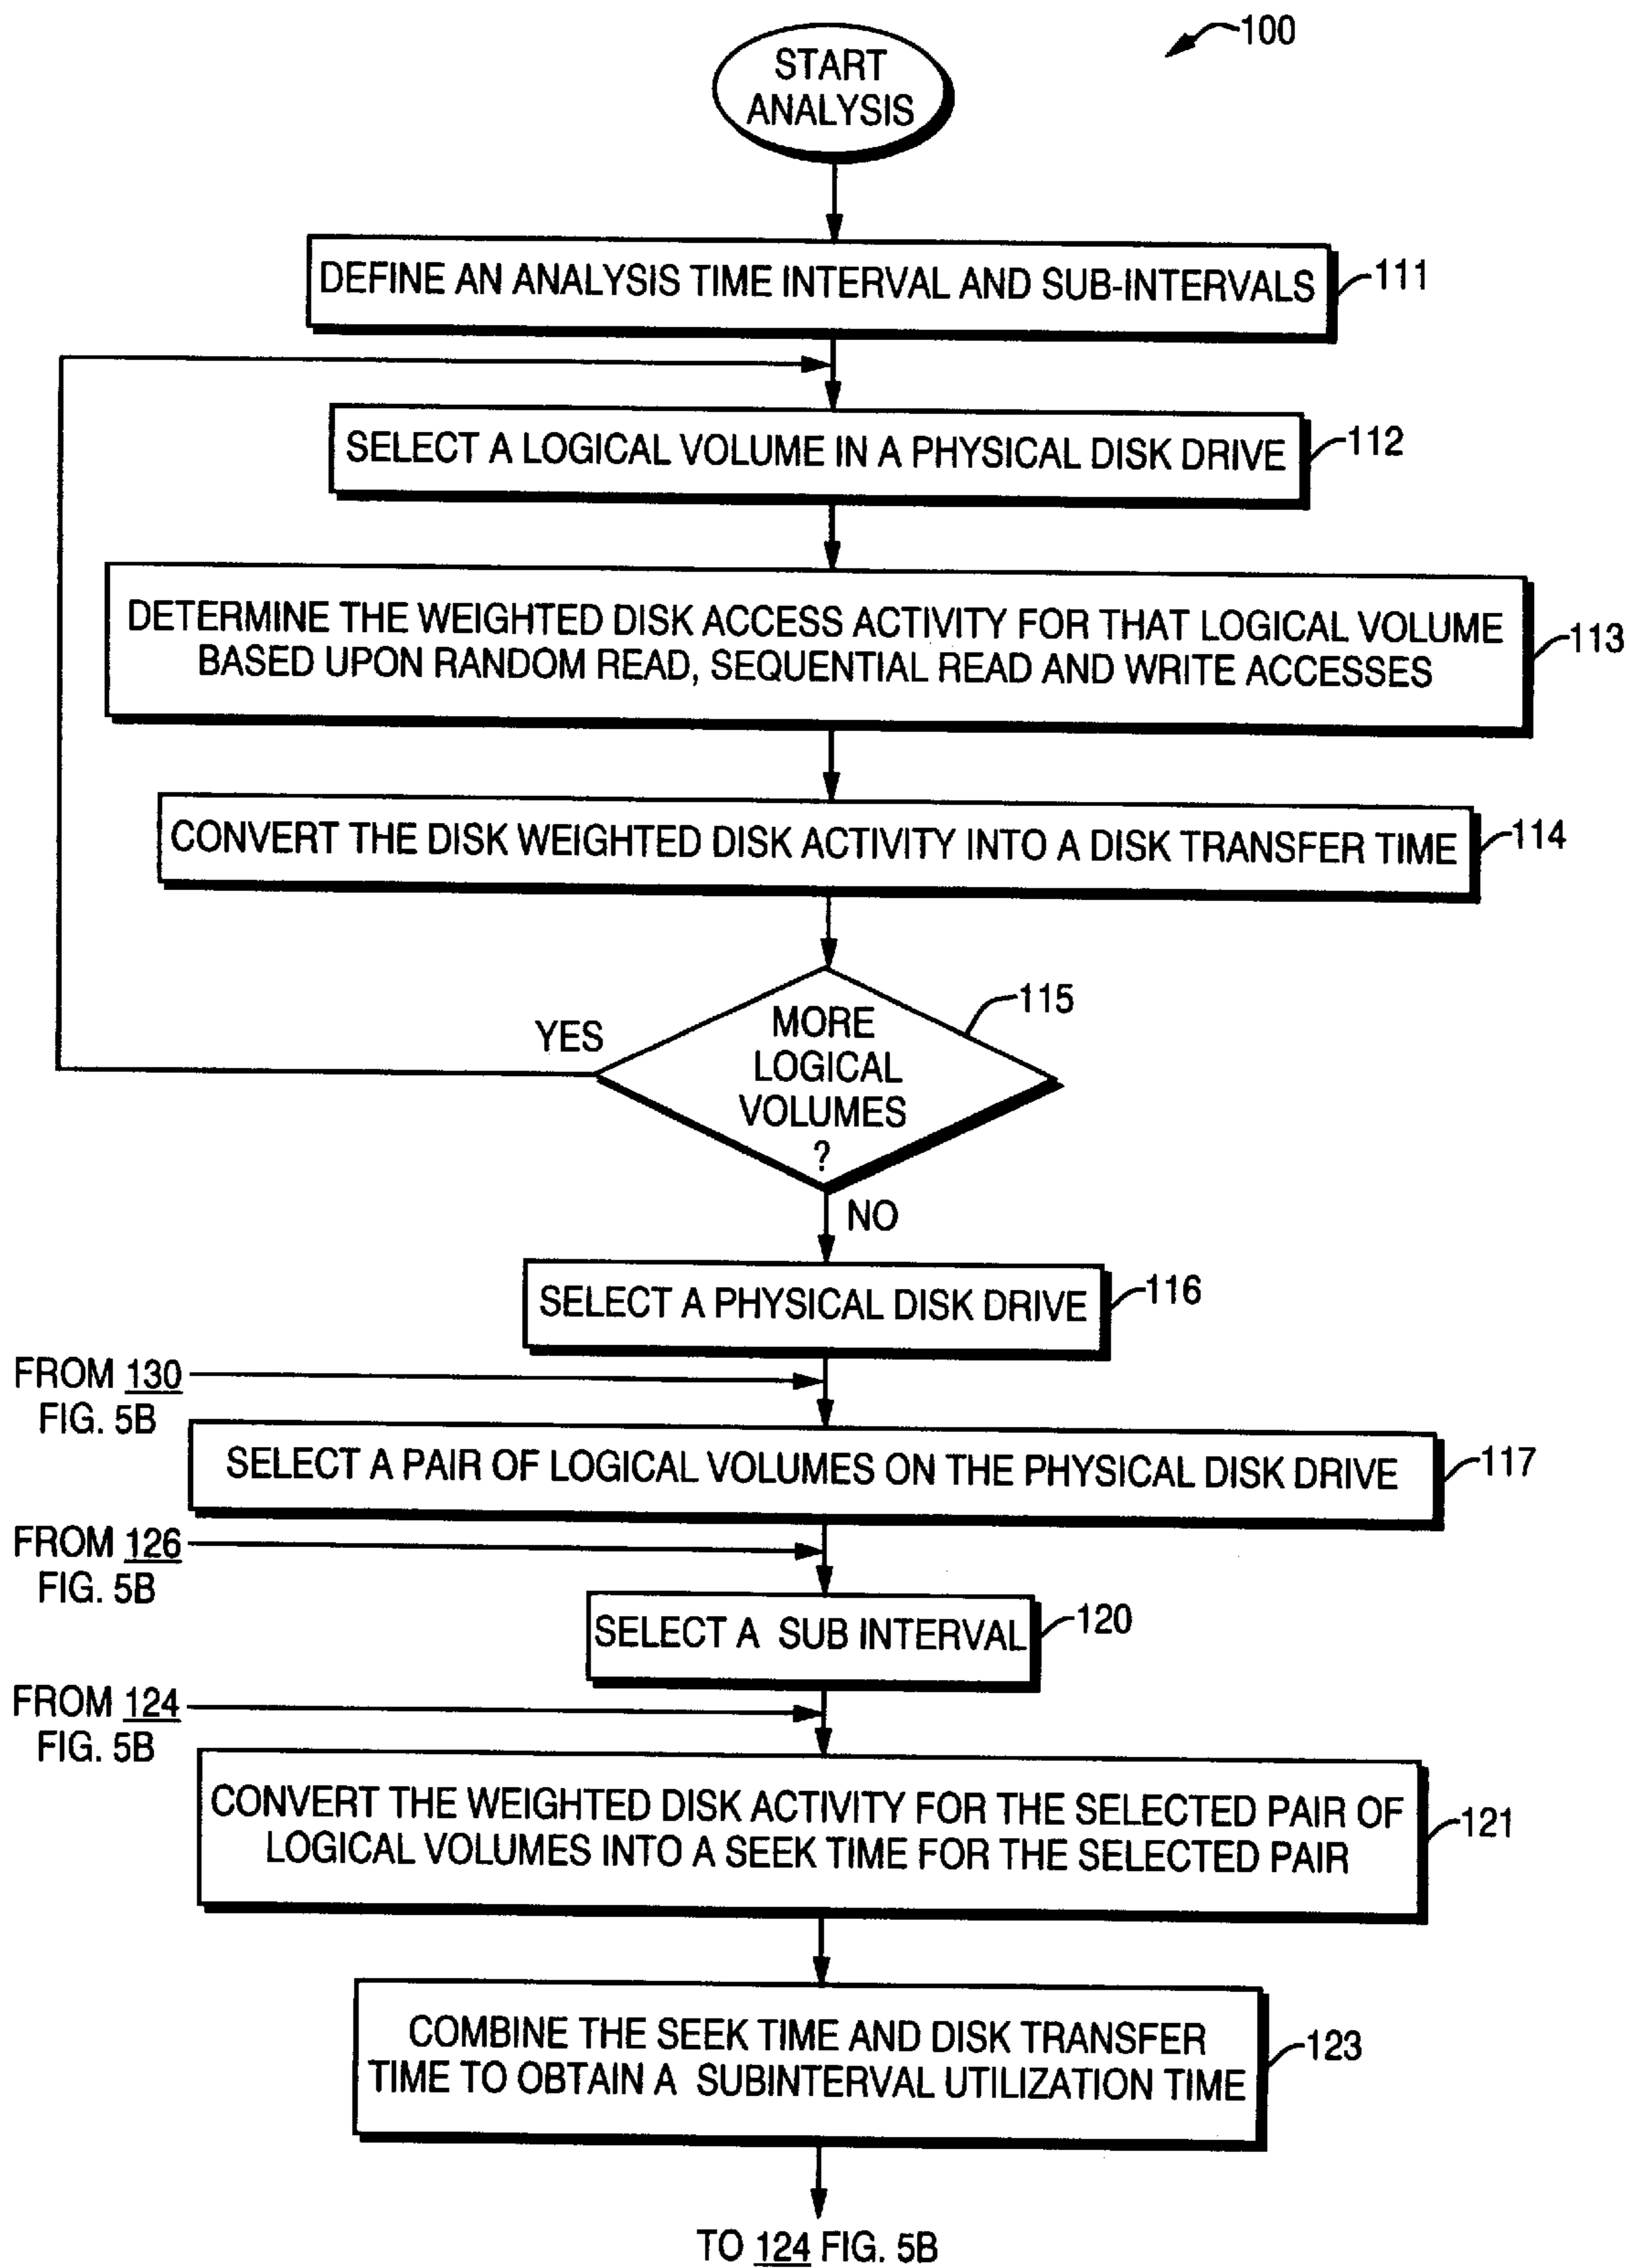 100
START
ANALYSIS
DEFINE AN ANALYSIS TIME INTERVAL AND SUB-INTERVALS
111
SELECT A LOGICAL VOLUME IN A PHYSICAL DISK DRIVE
112
DETERMINE THE WEIGHTED DISK ACCESS ACTIVITY FOR THAT LOGICAL VOLUME
BASED UPON RANDOM READ, SEQUENTIAL READ AND WRITE ACCESSES
113
CONVERT THE DISK WEIGHTED DISK ACTIVITY INTO A DISK TRANSFER TIME
114
115
YES
MORE
LOGICAL
VOLUMES
?
NO
SELECT A PHYSICAL DISK DRIVE
116
FROM 130
FIG. 5B
SELECT A PAIR OF LOGICAL VOLUMES ON THE PHYSICAL DISK DRIVE
117
FROM 126
FIG. 5B
SELECT A SUB INTERVAL
120
FROM 124
FIG. 5B
CONVERT THE WEIGHTED DISK ACTIVITY FOR THE SELECTED PAIR OF
LOGICAL VOLUMES INTO A SEEK TIME FOR THE SELECTED PAIR
121
COMBINE THE SEEK TIME AND DISK TRANSFER
TIME TO OBTAIN A SUBINTERVAL UTILIZATION TIME
123
TO 124 FIG. 5B